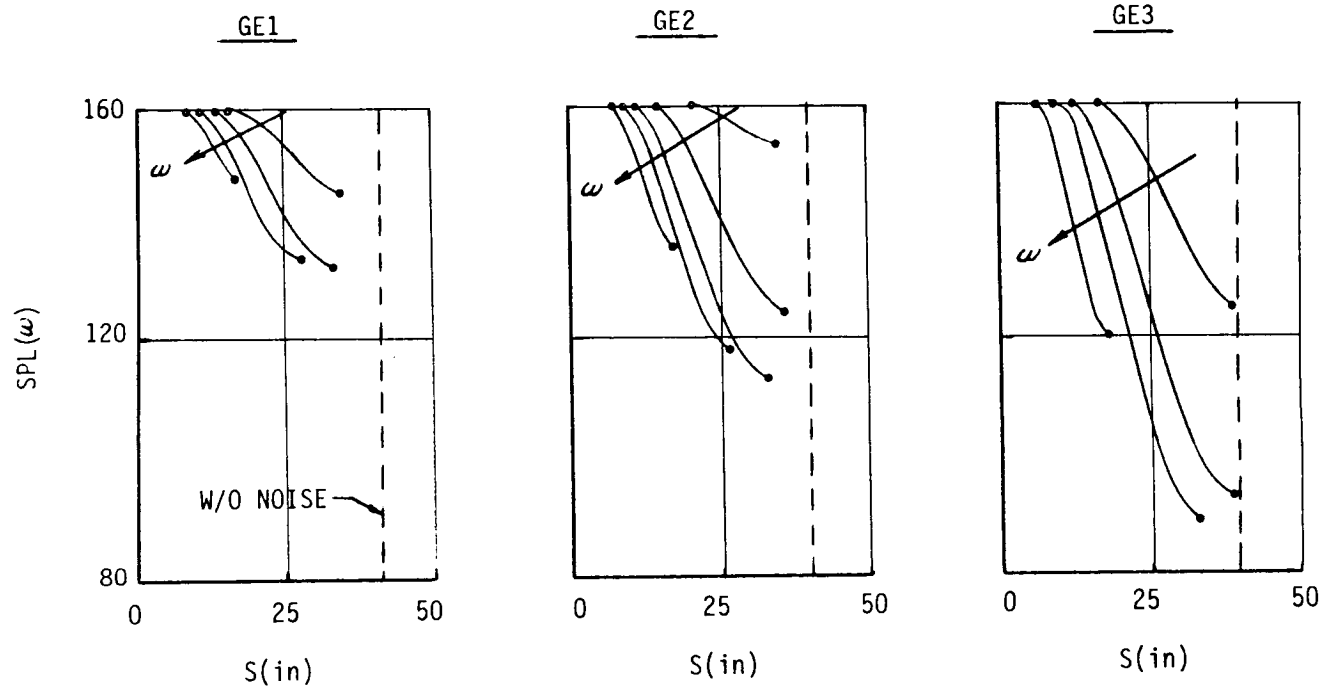 GE1
GE2
GE3
SPL(ω)
160
120
80
ω
ω
ω
W/O NOISE
0 25 50
0 25 50
0 25 50
S(in)
S(in)
S(in)